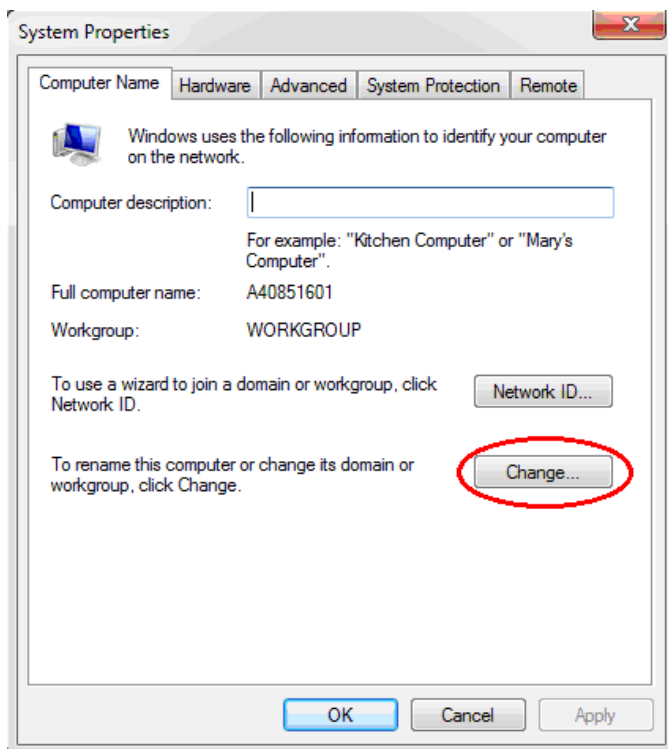 System Properties
Computer Name Hardware Advanced System Protection Remote
Windows uses the following information to identify your computer
on the network.
Computer description:
For example: "Kitchen Computer" or "Mary's
Computer".
Full computer name: A40851601
Workgroup: WORKGROUP
To use a wizard to join a domain or workgroup, click
Network ID.
Network ID...
To rename this computer or change its domain or
workgroup, click Change.
Change...
OK Cancel Apply